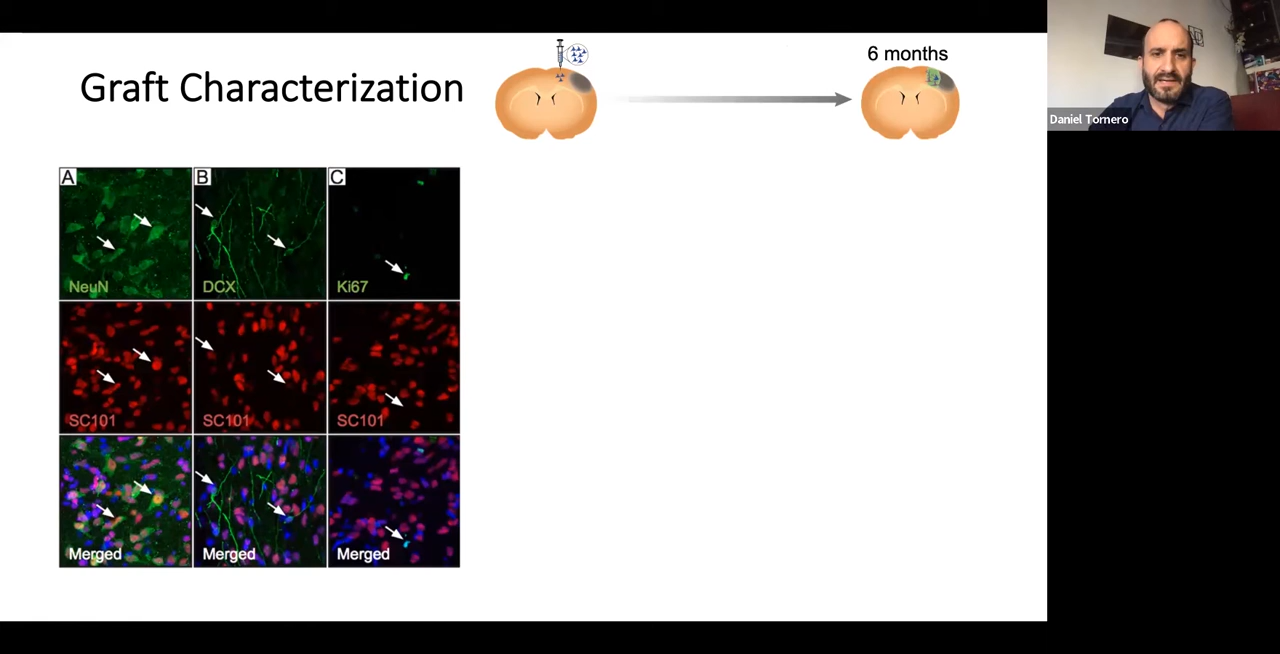 Graft Characterization
6 months
Daniel Tornero
A
B
C
NeuN
DCX
Ki67
SC101
SC101
SC101
Merged
Merged
Merged